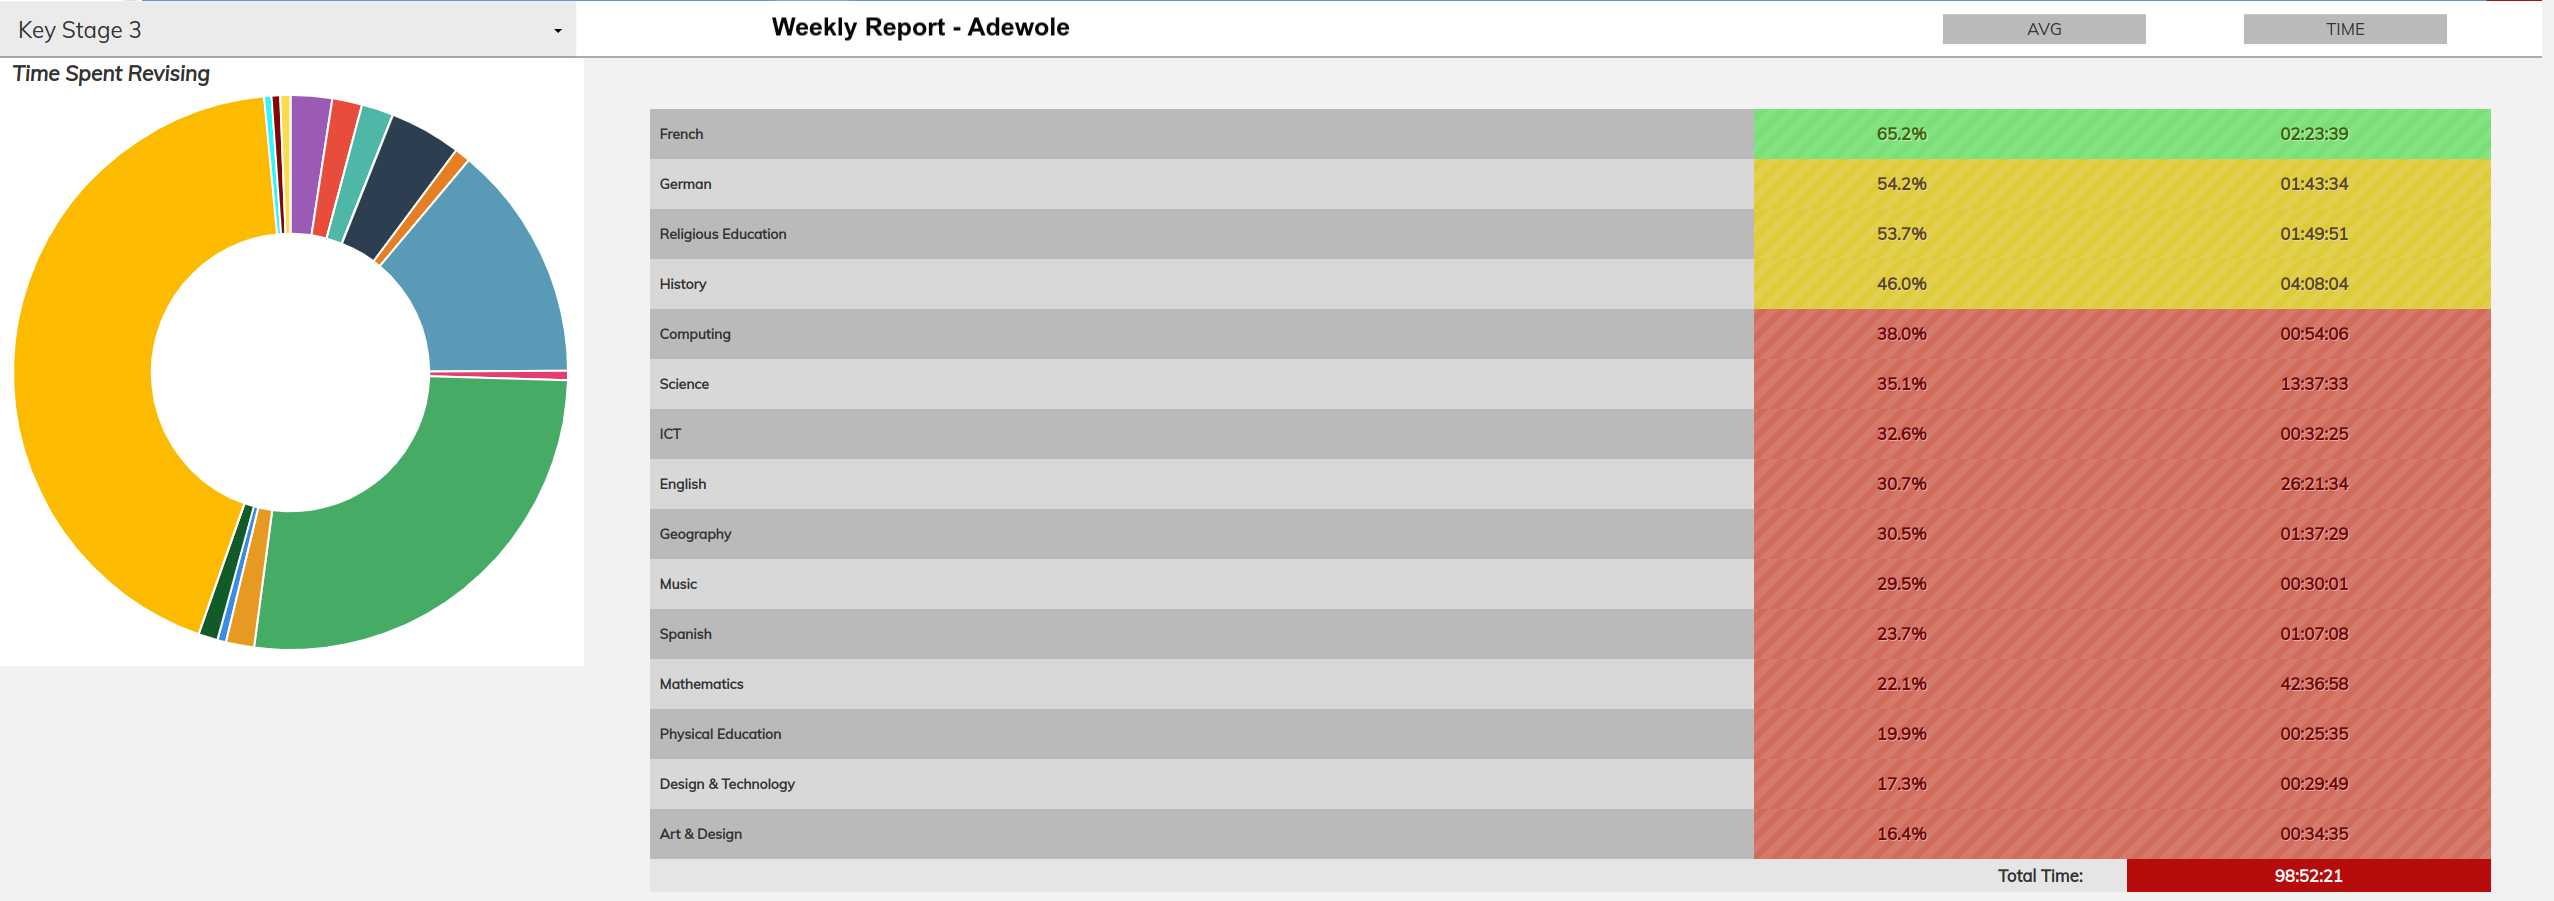 Key Stage 3
Weekly Report - Adewole
AVG
TIME
Time Spent Revising
French 65.2% 02:23:39
German 54.2% 01:43:34
Religious Education 53.7% 01:49:51
History 46.0% 04:08:04
Computing 38.0% 00:54:06
Science 35.1% 13:37:33
ICT 32.6% 00:32:25
English 30.7% 26:21:34
Geography 30.5% 01:37:29
Music 29.5% 00:30:01
Spanish 23.7% 01:07:08
Mathematics 22.1% 42:36:58
Physical Education 19.9% 00:25:35
Design & Technology 17.3% 00:29:49
Art & Design 16.4% 00:34:35
Total Time: 98:52:21